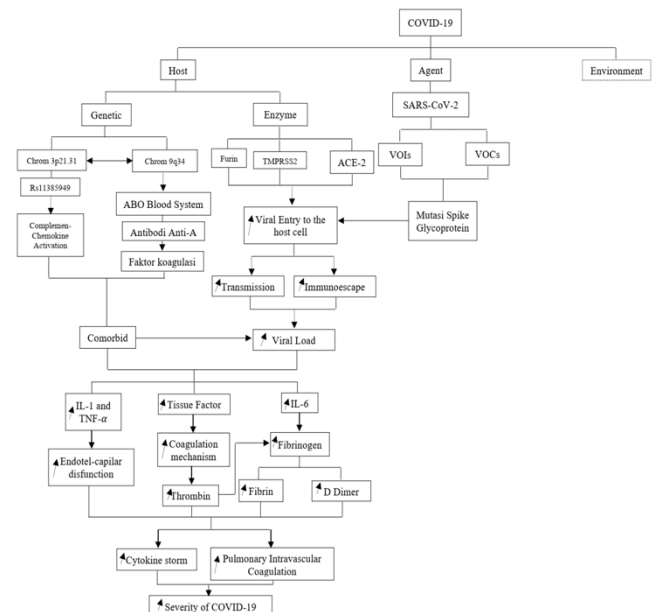 COVID-19
Host
Agent
Environment
Genetic
Enzyme
SARS-CoV-2
Chrom 3p21.31
Chrom 9q34
Furin
TMPRSS2
ACE-2
VOIs
VOCs
Rs11385949
ABO Blood System
Complemen-
Chemokine
Activation
Antibodi Anti-A
Faktor koagulasi
Viral Entry to the
host cell
Mutasi Spike
Glycoprotein
Transmission
Immunoescape
Comorbid
Viral Load
IL-1 and
TNF-α
Tissue Factor
IL-6
Endotel-capilar
disfunction
Coagulation
mechanism
Fibrinogen
Thrombin
Fibrin
D Dimer
Cytokine storm
Pulmonary Intravascular
Coagulation
Severity of COVID-19